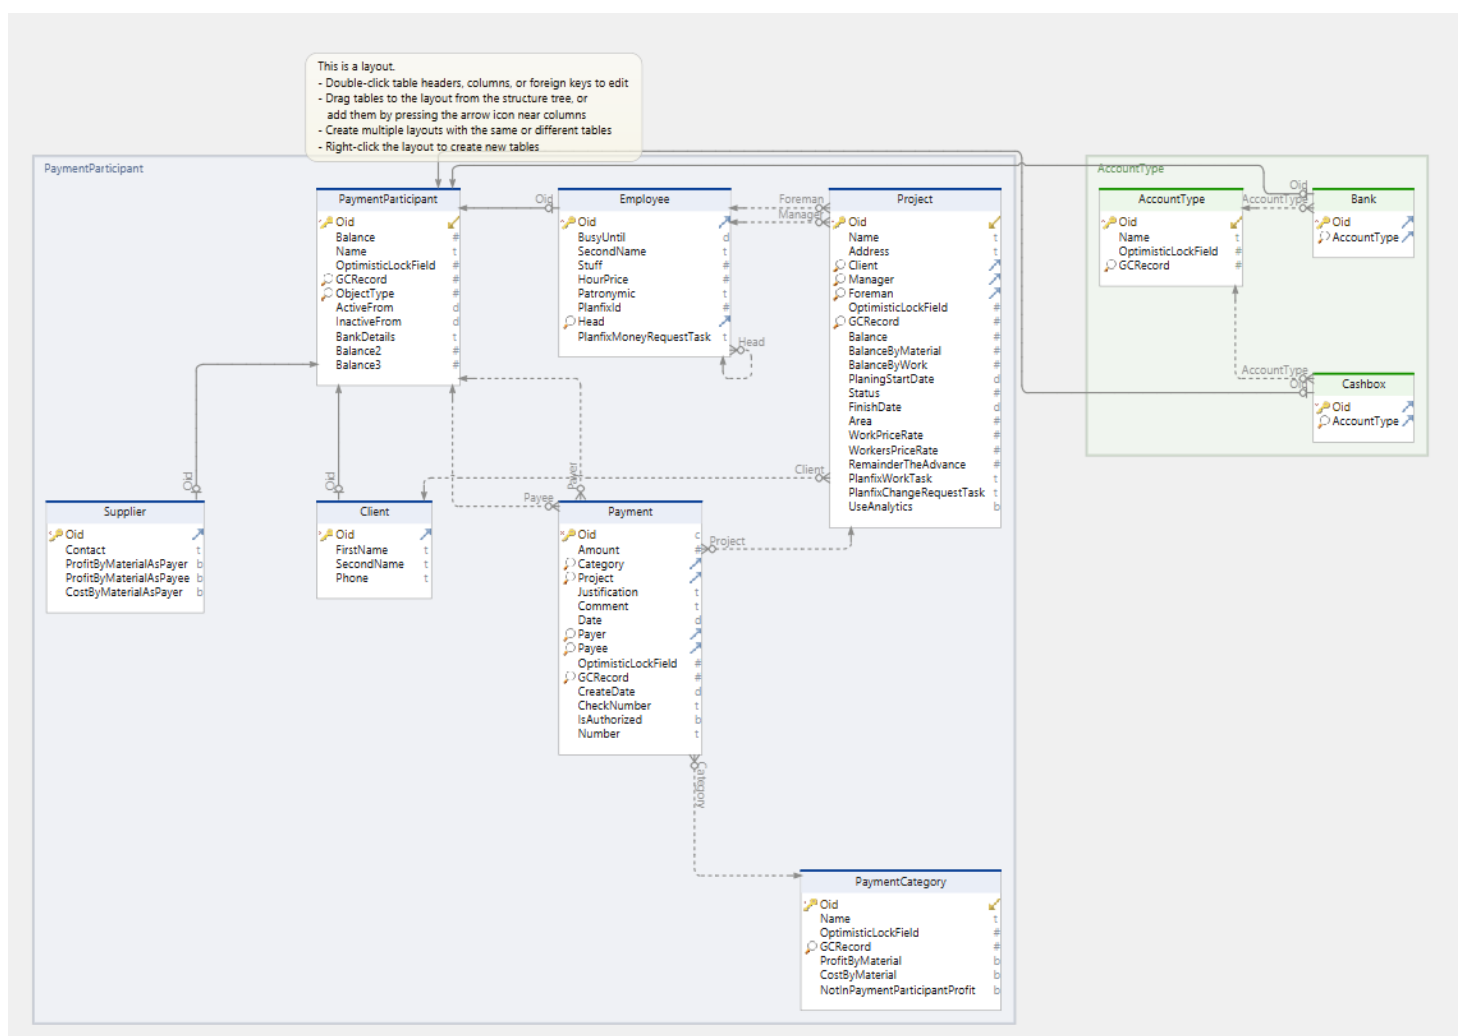 This is a layout.
- Double-click table headers, columns, or foreign keys to edit
- Drag tables to the layout from the structure tree, or
add them by pressing the arrow icon near columns
- Create multiple layouts with the same or different tables
- Right-click the layout to create new tables
PaymentParticipant
PaymentParticipant
Oid
Balance #
Name t
OptimisticLockField #
GCRecord #
ObjectType #
ActiveFrom d
InactiveFrom d
BankDetails t
Balance2 #
Balance3 #
Oid
Employee
Oid
BusyUntil d
SecondName t
Stuff #
HourPrice #
Patronymic t
PlanfixId #
Head
PlanfixMoneyRequestTask t
Head
Foreman
Manager
Project
Oid
Name t
Address t
Client
Manager
Foreman
OptimisticLockField #
GCRecord #
Balance #
BalanceByMaterial #
BalanceByWork #
PlaningStartDate d
Status #
FinishDate d
Area #
WorkPriceRate #
WorkersPriceRate #
RemainderTheAdvance #
PlanfixWorkTask t
PlanfixChangeRequestTask t
UseAnalytics b
AccountType
AccountType
Oid
Name t
OptimisticLockField #
GCRecord #
Oid
AccountType
Bank
Oid
AccountType
AccountType
Oid
Cashbox
Oid
AccountType
Oid
Supplier
Oid
Contact t
ProfitByMaterialAsPayer b
ProfitByMaterialAsPayee b
CostByMaterialAsPayer b
Oid
Client
Oid
FirstName t
SecondName t
Phone t
Client
Payer
Payee
Payment
Oid c
Amount #
Category
Project
Justification t
Comment t
Date d
Payer
Payee
OptimisticLockField #
GCRecord #
CreateDate d
CheckNumber t
IsAuthorized b
Number t
Project
Category
PaymentCategory
Oid
Name t
OptimisticLockField #
GCRecord #
ProfitByMaterial b
CostByMaterial b
NotInPaymentParticipantProfit b